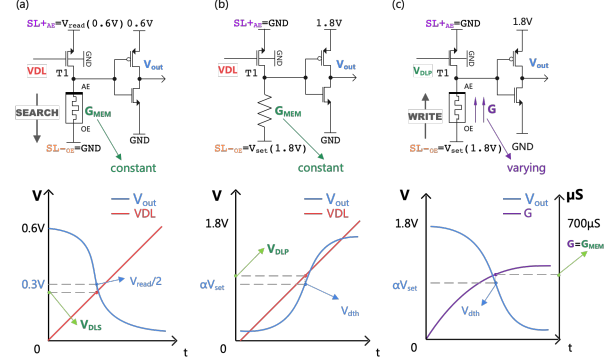 (a)
SL+AE=Vread(0.6V) 0.6V
GND
VDL
T1
Vout
AE
SEARCH
GMEM
OE
GND
SL-OE=GND
constant
V
Vout
VDL
0.6V
0.3V
Vread/2
VDLS
0
t
(b)
SL+AE=GND
1.8V
GND
VDL
T1
Vout
GMEM
GND
SL-OE=Vset(1.8V)
constant
V
Vout
VDL
1.8V
VDLP
αVset
Vdth
0
t
(c)
SL+AE=GND
1.8V
GND
VDLP
T1
Vout
AE
G
WRITE
OE
GND
SL-OE=Vset(1.8V)
varying
V
Vout
G
μS
1.8V
700μS
G=GMEM
αVset
Vdth
0
0
t